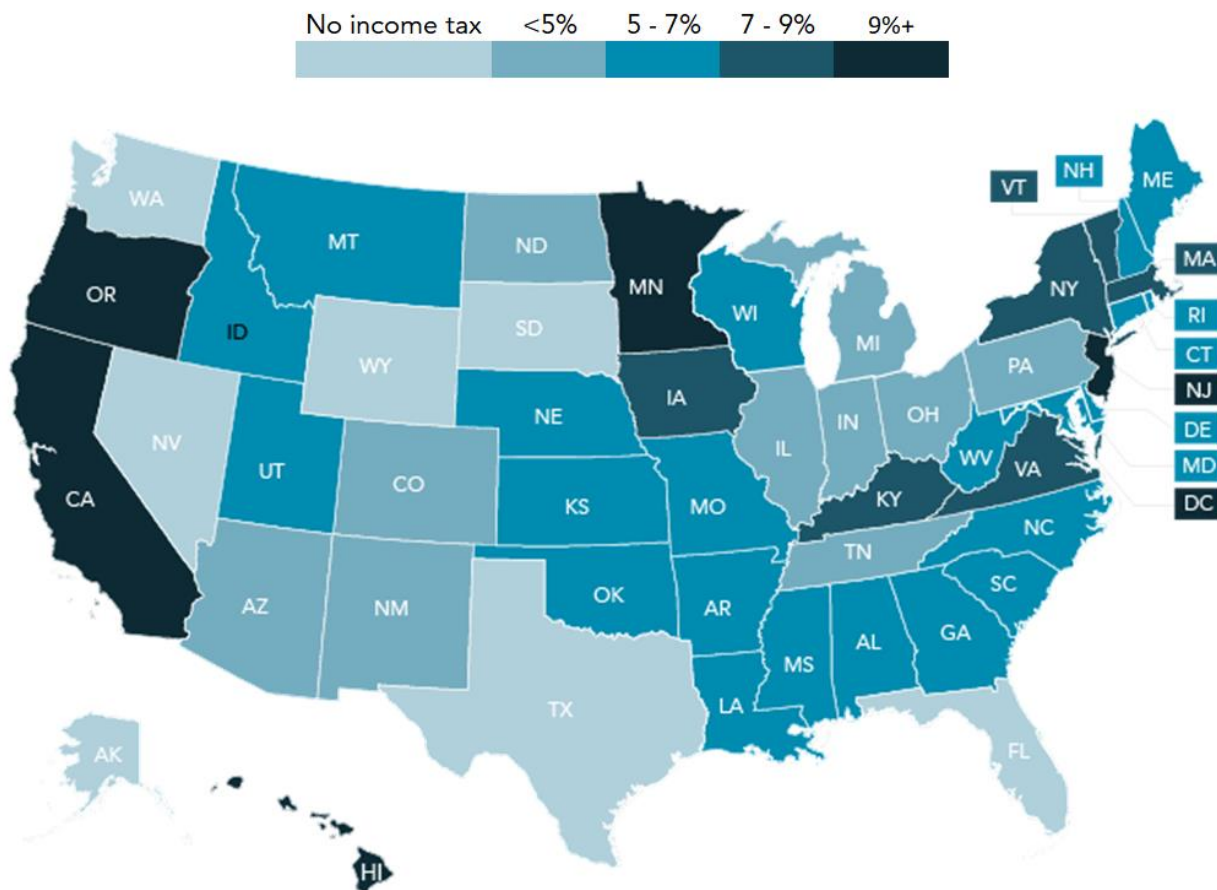 No income tax <5% 5 - 7% 7 - 9% 9%+
WA
MT
ND
MN
VT
NH
ME
OR
ID
SD
WI
MI
NY
MA
WY
RI
CT
NJ
NV
UT
CO
NE
IA
IL
IN
OH
PA
DE
MD
DC
CA
KS
MO
KY
WV
VA
AZ
NM
OK
AR
TN
NC
SC
TX
LA
MS
AL
GA
AK
FL
HI